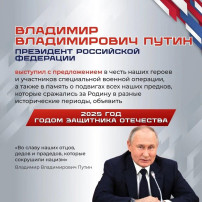 ВЛАДИМИР
ВЛАДИМИРОВИЧ ПУТИН
ПРЕЗИДЕНТ РОССИЙСКОЙ
ФЕДЕРАЦИИ
выступил с предложением в честь наших героев
и участников специальной военной операции,
а также в память о подвигах всех наших предков,
которые сражались за Родину в разные
исторические периоды, объявить
2025 ГОД
ГОДОМ ЗАЩИТНИКА ОТЕЧЕСТВА
«Во славу наших отцов,
дедов и прадедов, которые
сокрушили нацизм»
Владимир Владимирович Путин